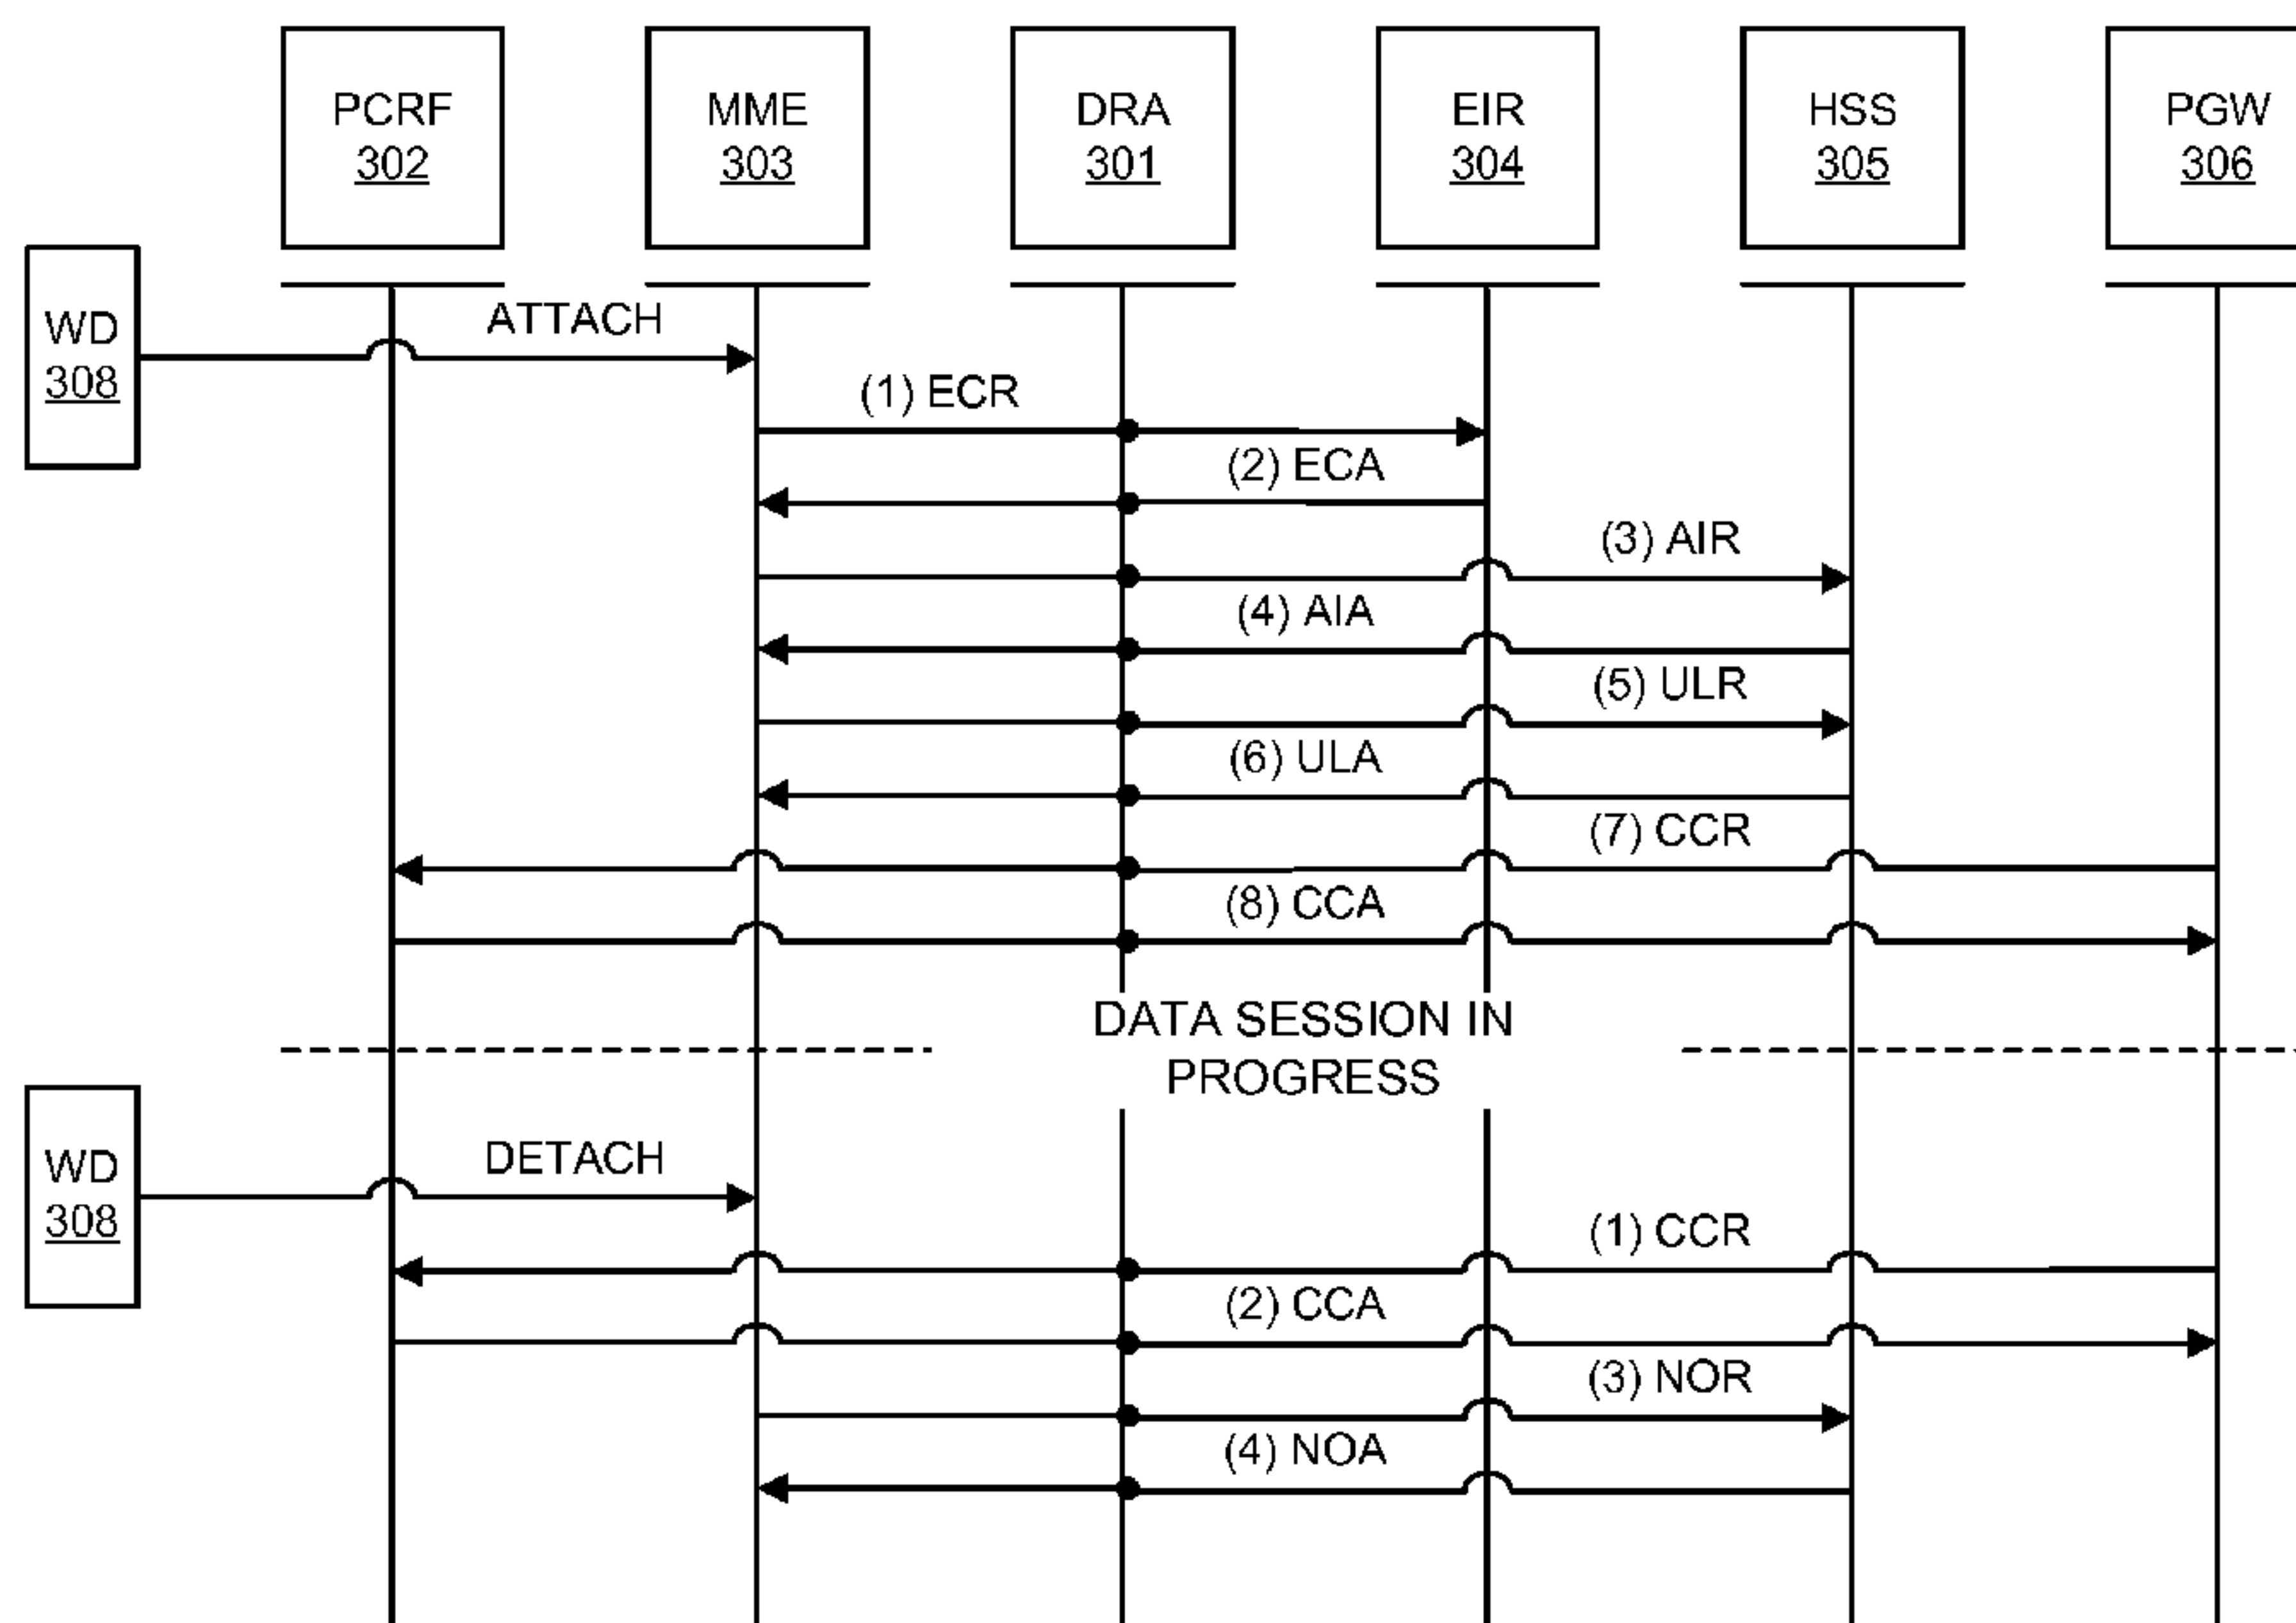 PCRF
302
MME
303
DRA
301
EIR
304
HSS
305
PGW
306
WD
308
ATTACH
(1) ECR
(2) ECA
(3) AIR
(4) AIA
(5) ULR
(6) ULA
(7) CCR
(8) CCA
DATA SESSION IN
PROGRESS
WD
308
DETACH
(1) CCR
(2) CCA
(3) NOR
(4) NOA